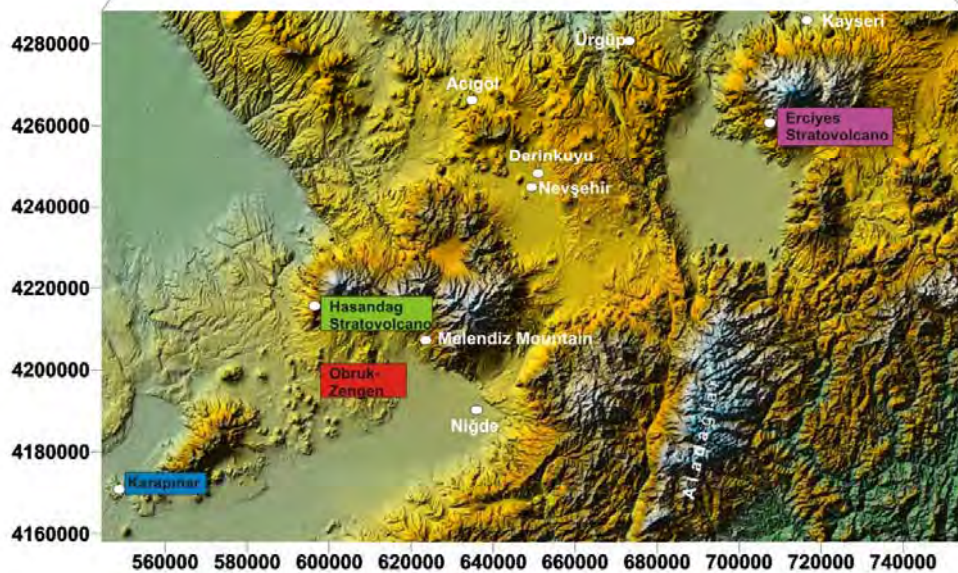 4280000
4260000
4240000
4220000
4200000
4180000
4160000
Kayseri
Ürgüp
Acıgöl
Erciyes
Stratovolcano
Derinkuyu
Nevşehir
Hasandag
Stratovolcano
Melendiz Mountain
Obruk-
Zengen
Niğde
Aladağlar
Karapınar
560000 580000 600000 620000 640000 660000 680000 700000 720000 740000